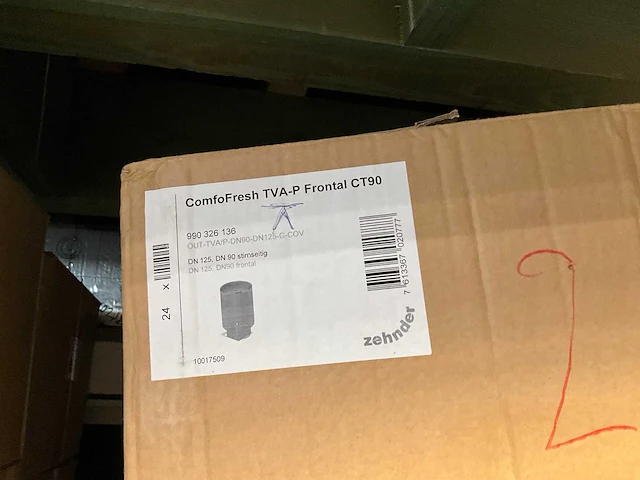 ComfoFresh TVA-P Frontal CT90
990 326 136
OUT-TVA/P-DN90-DN125-C-COV
DN 125, DN 90 stirnseitig
DN 125, DN90 frontal
24 x
7 613367 020777
zehnder
10017509
2